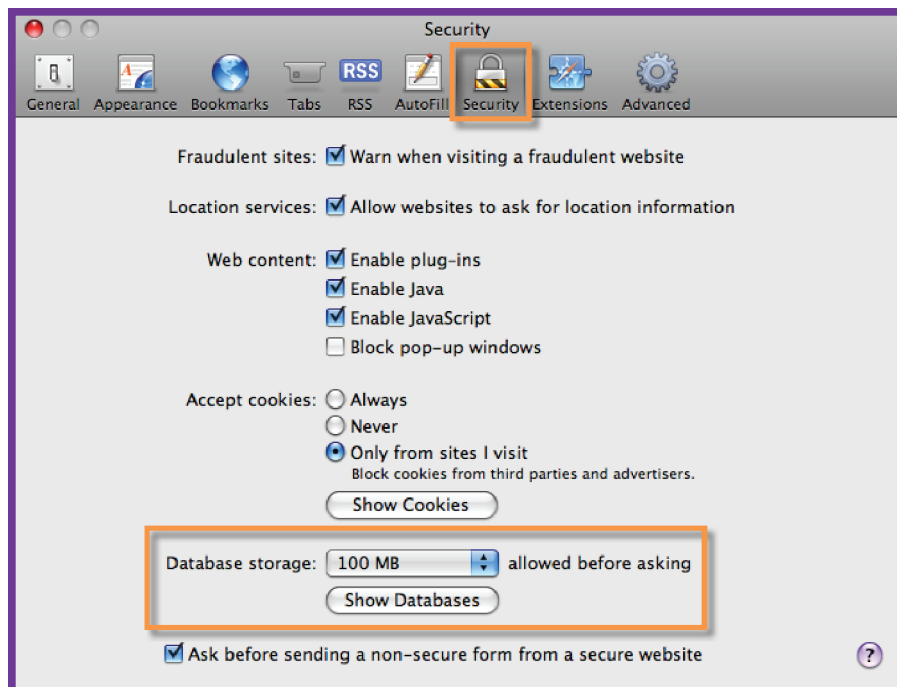 Security
General Appearance Bookmarks Tabs RSS AutoFill Security Extensions Advanced
RSS
Fraudulent sites: Warn when visiting a fraudulent website
Location services: Allow websites to ask for location information
Web content: Enable plug-ins
Enable Java
Enable JavaScript
Block pop-up windows
Accept cookies: Always
Never
Only from sites I visit
Block cookies from third parties and advertisers.
Show Cookies
Database storage: 100 MB allowed before asking
Show Databases
Ask before sending a non-secure form from a secure website ?